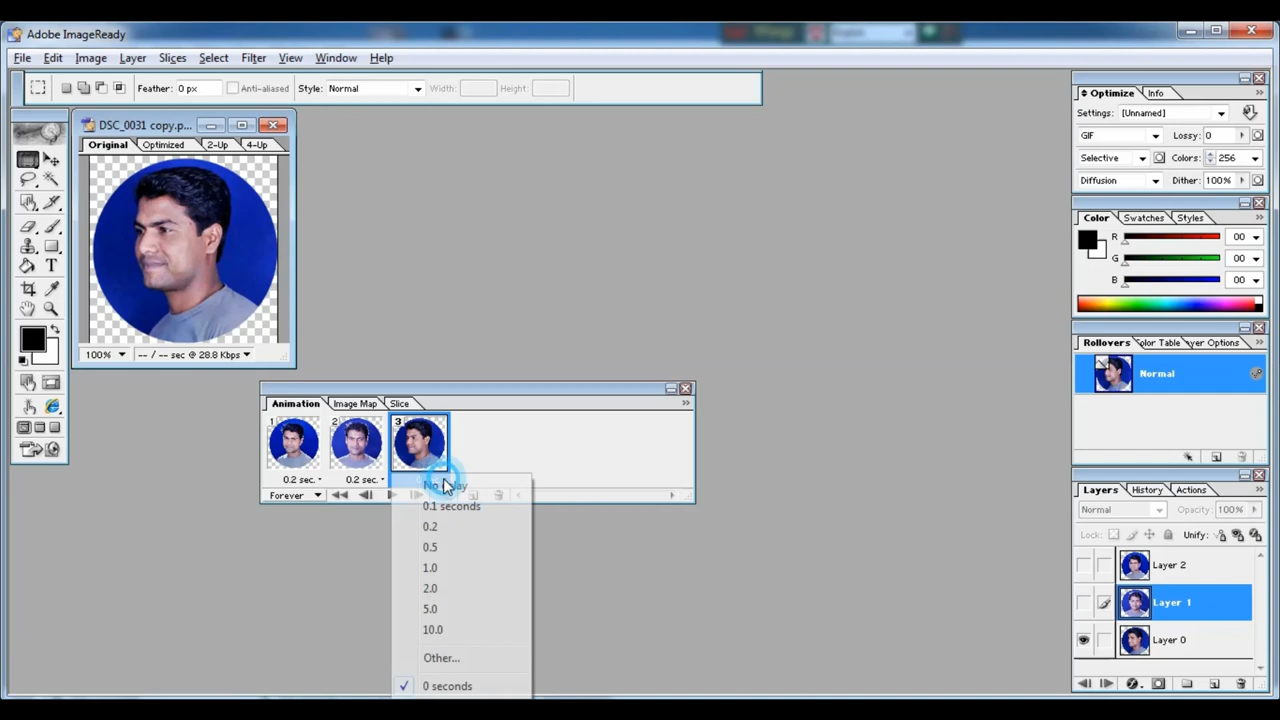 Adobe ImageReady
File Edit Image Layer Slices Select Filter View Window Help
Feather: 0 px Anti-aliased Style: Normal Width: Height:
DSC_0031 copy.p...
Original Optimized 2-Up 4-Up
100% -- / -- sec @ 28.8 Kbps
Optimize Info
Settings: [Unnamed]
GIF Lossy: 0
Selective Colors: 256
Diffusion Dither: 100%
Color Swatches Styles
R 00
G 00
B 00
Rollovers Color Table yer Options
Normal
Animation Image Map Slice
1 2 3
0.2 sec. 0.2 sec.
Forever
0.1 seconds
0.2
0.5
1.0
2.0
5.0
10.0
Other...
0 seconds
Layers History Actions
Normal Opacity: 100%
Lock: Unify:
Layer 2
Layer 1
Layer 0